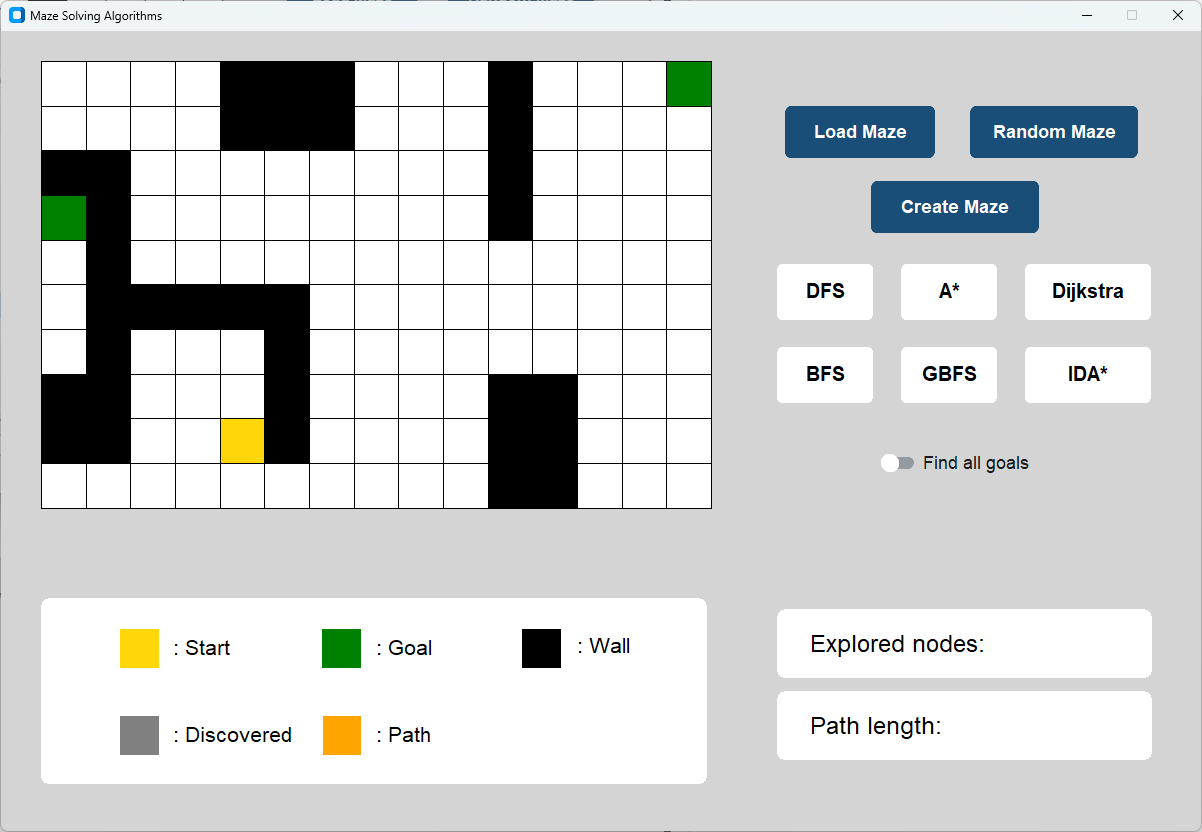 Maze Solving Algorithms
Load Maze
Random Maze
Create Maze
DFS
A*
Dijkstra
BFS
GBFS
IDA*
Find all goals
: Start
: Goal
: Wall
: Discovered
: Path
Explored nodes:
Path length: